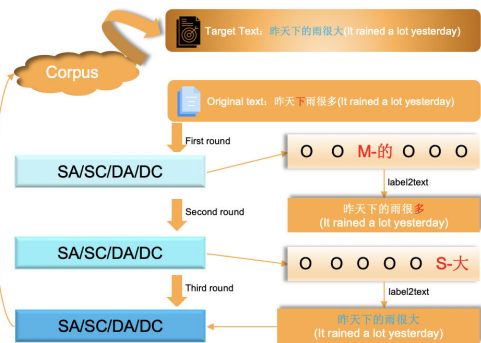 Target Text: 昨天下的雨很大(It rained a lot yesterday)
Corpus
Original text: 昨天下雨很多(It rained a lot yesterday)
First round
O O M-的 O O O
SA/SC/DA/DC
label2text
昨天下的雨很多
(It rained a lot yesterday)
Second round
SA/SC/DA/DC
O O O O O S-大
label2text
Third round
昨天下的雨很大
(It rained a lot yesterday)
SA/SC/DA/DC